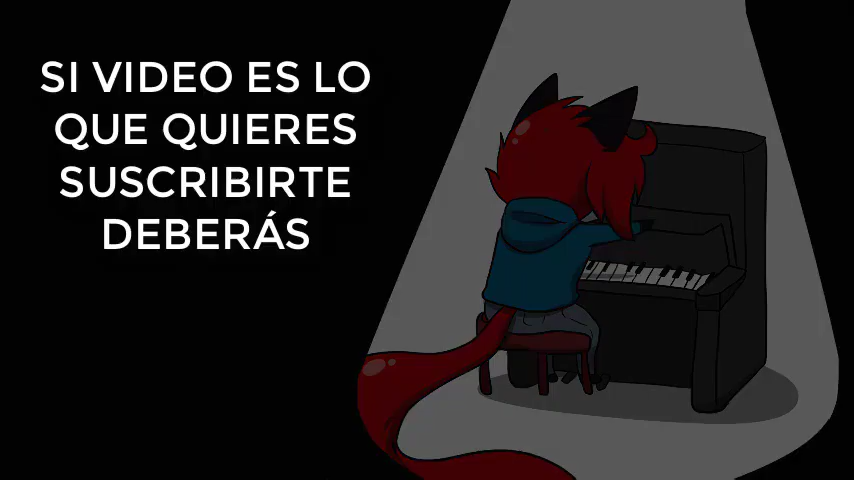 SI VIDEO ES LO
QUE QUIERES
SUSCRIBIRTE
DEBERÁS